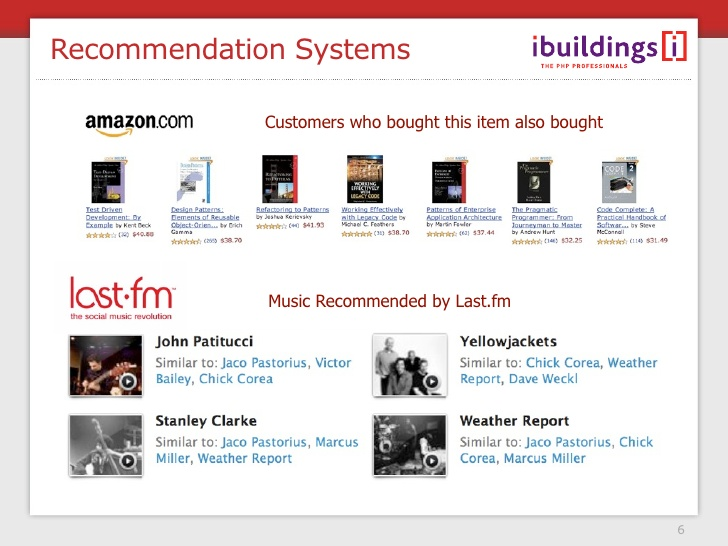 Recommendation Systems
ibuildings[i]
THE PHP PROFESSIONALS
amazon.com
Customers who bought this item also bought
Test Driven
Development: By
Example by Kent Beck
(32) $40.88
Design Patterns:
Elements of Reusable
Object-Orien... by Erich
Gamma
(265) $38.70
Refactoring to Patterns
by Joshua Kerievsky
(44) $41.93
Working Effectively
with Legacy Code by
Michael C. Feathers
(31) $38.70
Patterns of Enterprise
Application Architecture
by Martin Fowler
(62) $37.44
The Pragmatic
Programmer: From
Journeyman to Master
by Andrew Hunt
(146) $32.25
Code Complete: A
Practical Handbook of
Softwar... by Steve
McConnell
(114) $31.49
last.fm
the social music revolution
Music Recommended by Last.fm
John Patitucci
Similar to: Jaco Pastorius, Victor
Bailey, Chick Corea
Yellowjackets
Similar to: Chick Corea, Weather
Report, Dave Weckl
Stanley Clarke
Similar to: Jaco Pastorius, Marcus
Miller, Weather Report
Weather Report
Similar to: Jaco Pastorius, Chick
Corea, Marcus Miller
6